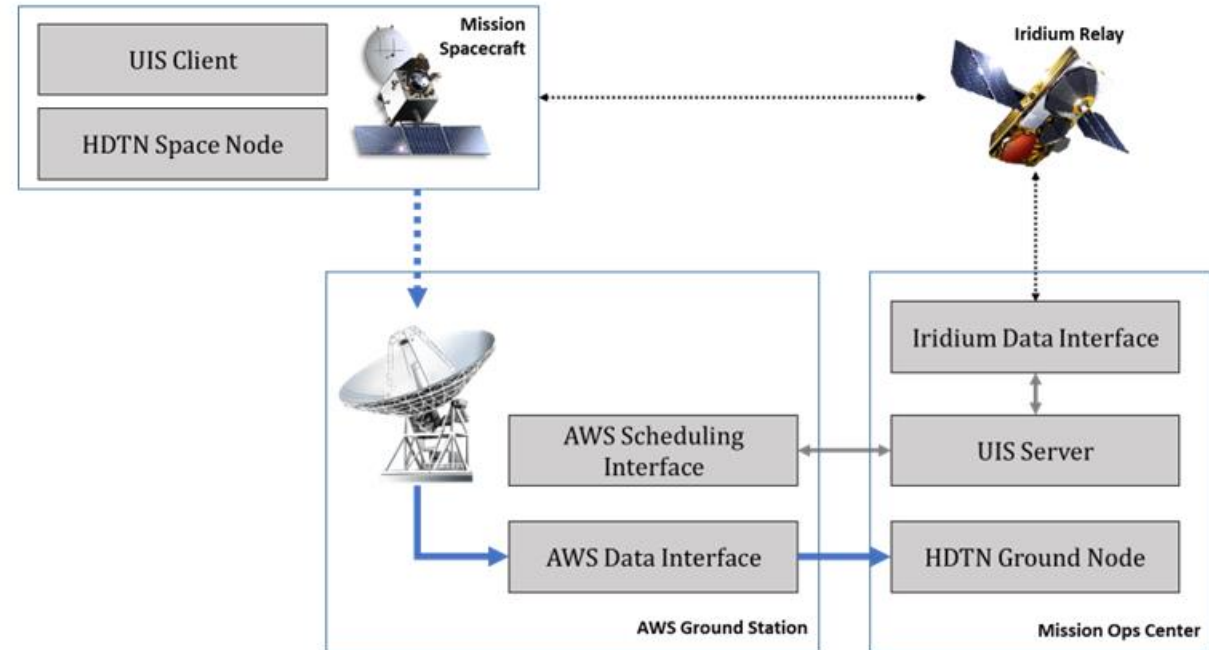 Mission
Spacecraft
UIS Client
HDTN Space Node
Iridium Relay
Iridium Data Interface
AWS Scheduling
Interface
UIS Server
AWS Data Interface
HDTN Ground Node
AWS Ground Station
Mission Ops Center